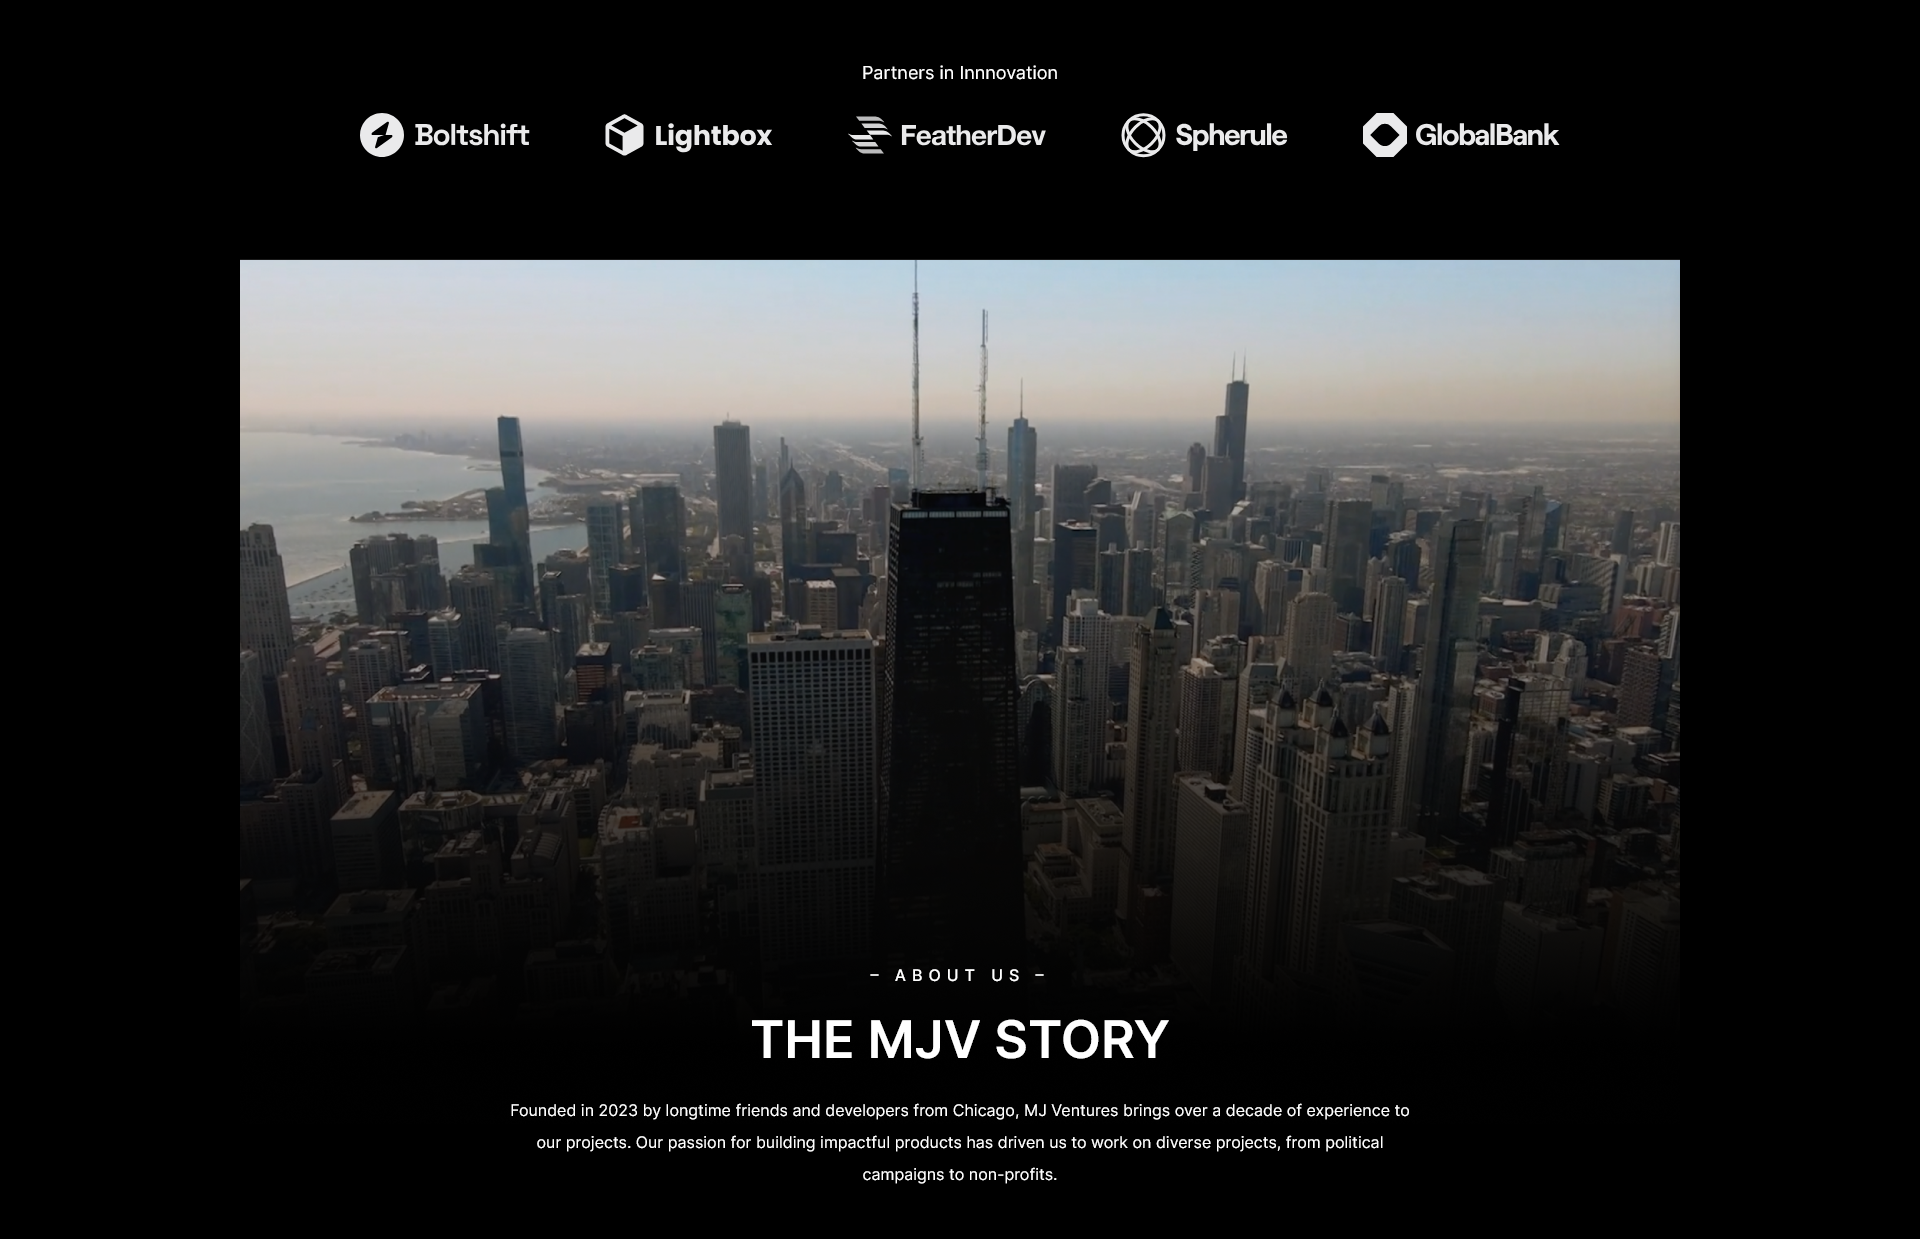 Partners in Innnovation
Boltshift Lightbox FeatherDev Spherule GlobalBank
– ABOUT US –
THE MJV STORY
Founded in 2023 by longtime friends and developers from Chicago, MJ Ventures brings over a decade of experience to
our projects. Our passion for building impactful products has driven us to work on diverse projects, from political
campaigns to non-profits.